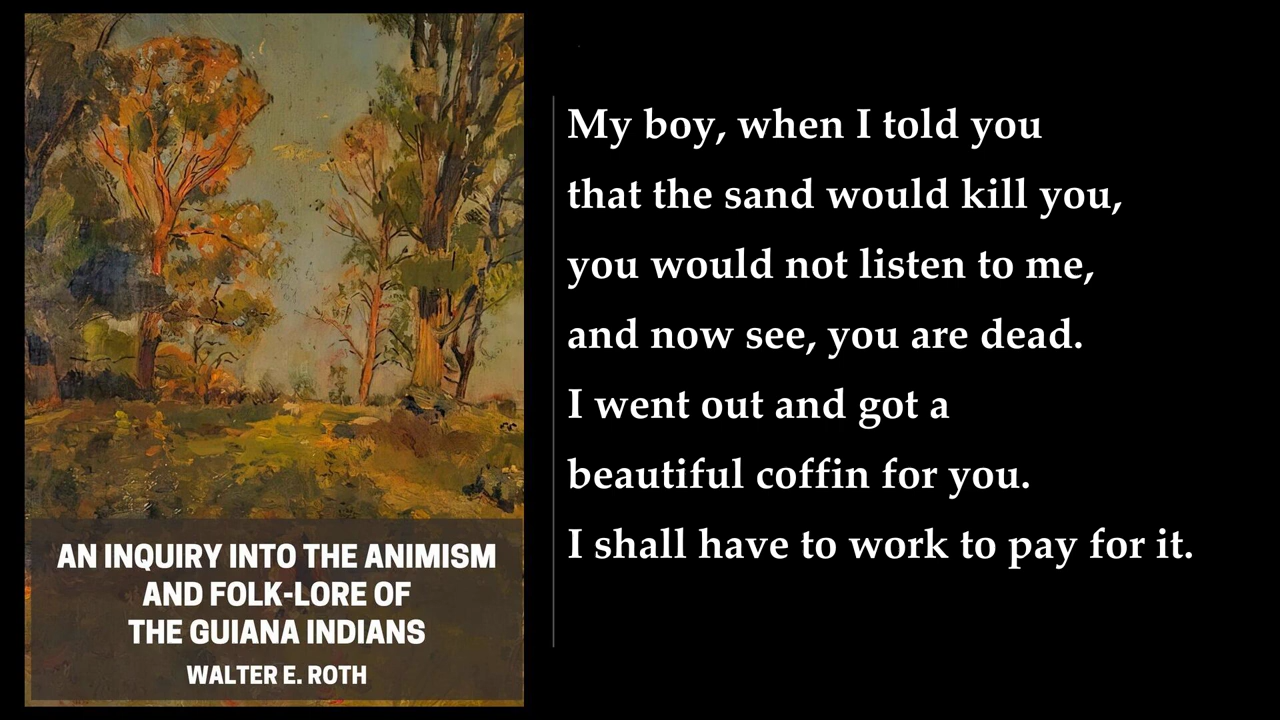 My boy, when I told you
that the sand would kill you,
you would not listen to me,
and now see, you are dead.
I went out and got a
beautiful coffin for you.
I shall have to work to pay for it.
AN INQUIRY INTO THE ANIMISM
AND FOLK-LORE OF
THE GUIANA INDIANS
WALTER E. ROTH